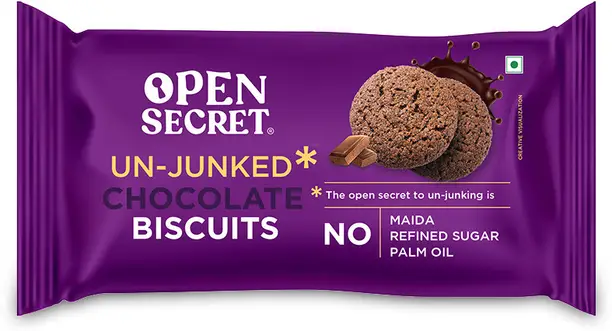 OPEN
SECRET®
UN-JUNKED*
CHOCOLATE
BISCUITS
*The open secret to un-junking is
NO
MAIDA
REFINED SUGAR
PALM OIL
CREATIVE VISUALIZATION